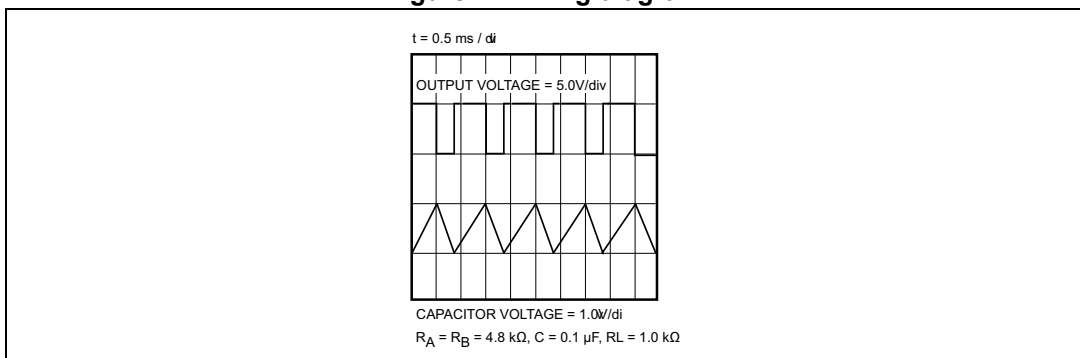 t = 0.5 ms / div
OUTPUT VOLTAGE = 5.0V/div
CAPACITOR VOLTAGE = 1.0V/di
RA = RB = 4.8 kΩ, C = 0.1 µF, RL = 1.0 kΩ